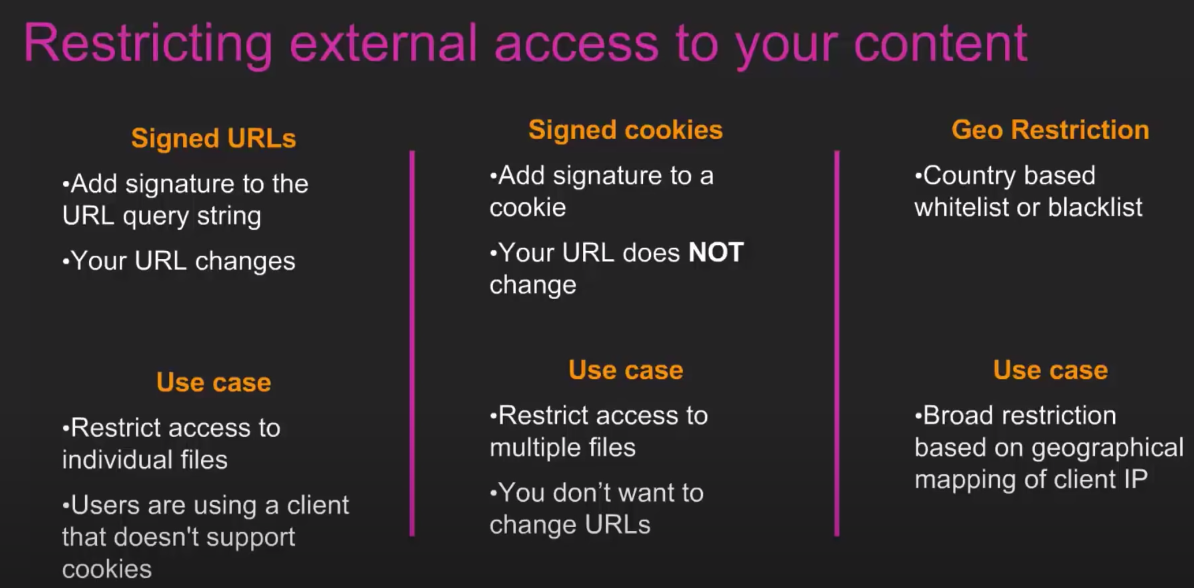 Restricting external access to your content
Signed URLs
•Add signature to the
URL query string
•Your URL changes
Use case
•Restrict access to
individual files
•Users are using a client
that doesn't support
cookies
Signed cookies
•Add signature to a
cookie
•Your URL does NOT
change
Use case
•Restrict access to
multiple files
•You don’t want to
change URLs
Geo Restriction
•Country based
whitelist or blacklist
Use case
•Broad restriction
based on geographical
mapping of client IP